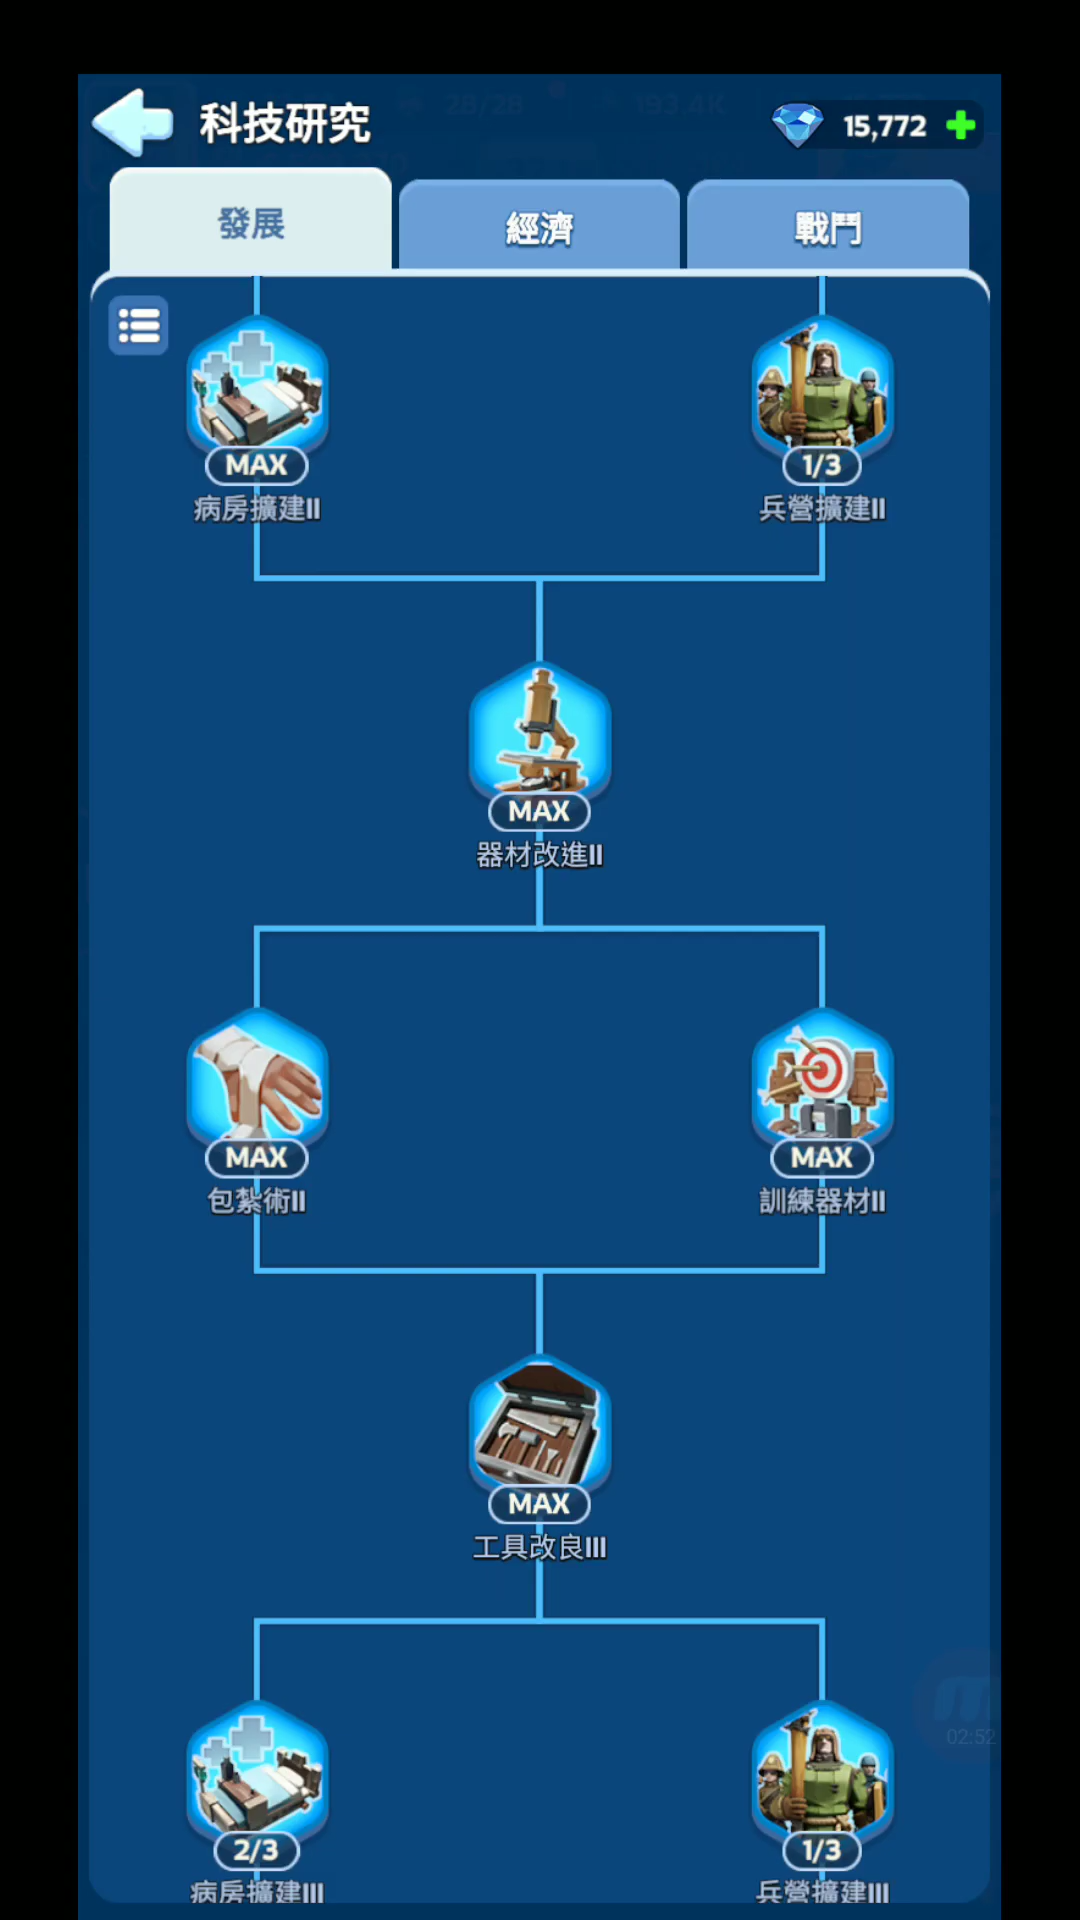 科技研究
15,772
發展
經濟
戰鬥
MAX
1/3
病房擴建II
兵營擴建II
MAX
器材改進II
MAX
MAX
包紮術II
訓練器材II
MAX
工具改良III
02:52
2/3
1/3
病房擴建III
兵營擴建III